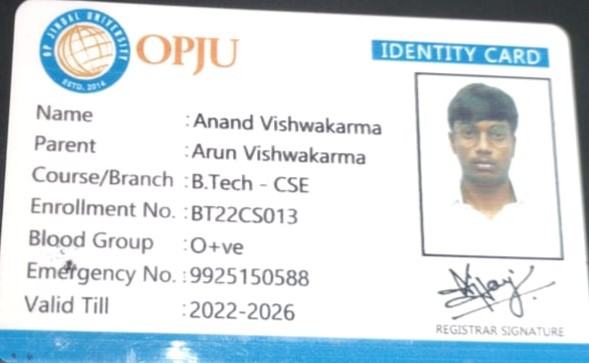 OP JINDAL UNIVERSITY
ESTD. 2014
OPJU
IDENTITY CARD
Name :Anand Vishwakarma
Parent :Arun Vishwakarma
Course/Branch :B.Tech - CSE
Enrollment No. :BT22CS013
Blood Group :O+ve
Emergency No. :9925150588
Valid Till :2022-2026
REGISTRAR SIGNATURE